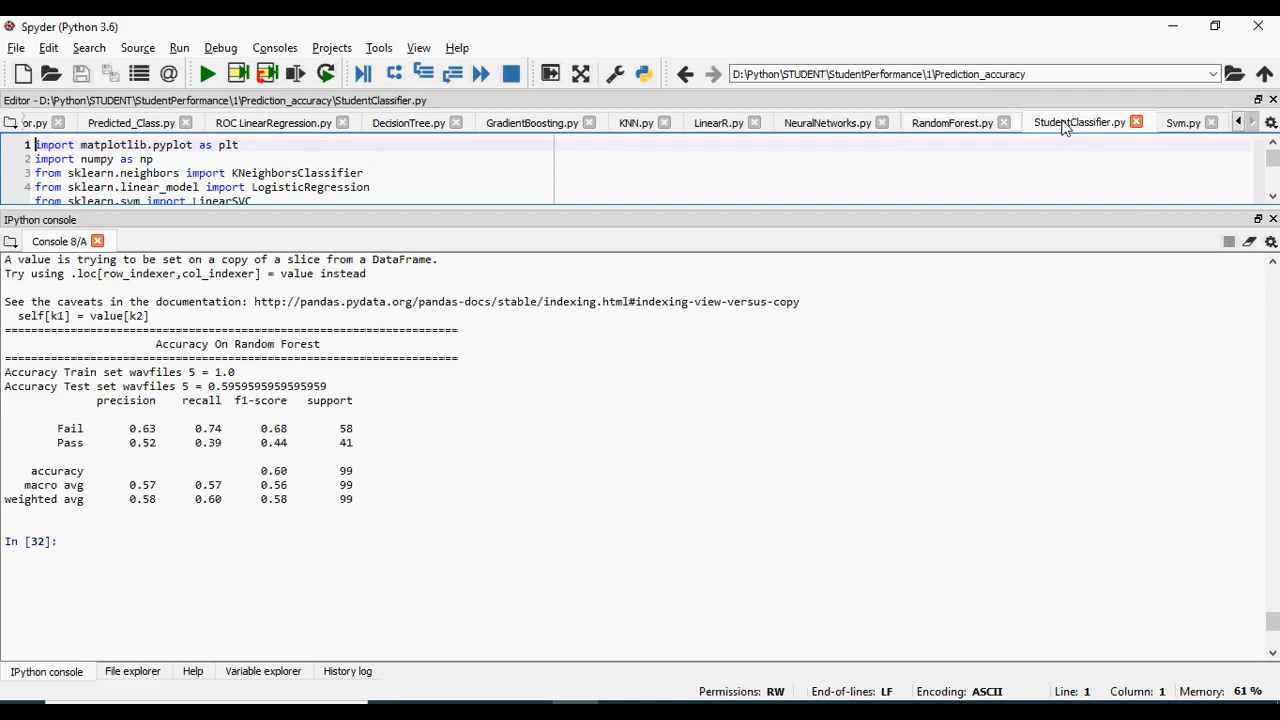 Spyder (Python 3.6)
File Edit Search Source Run Debug Consoles Projects Tools View Help
D:\Python\STUDENT\StudentPerformance\1\Prediction_accuracy
Editor - D:\Python\STUDENT\StudentPerformance\1\Prediction_accuracy\StudentClassifier.py
or.py Predicted_Class.py ROC LinearRegression.py DecisionTree.py GradientBoosting.py KNN.py LinearR.py NeuralNetworks.py RandomForest.py StudentClassifier.py Svm.py
1 import matplotlib.pyplot as plt
2 import numpy as np
3 from sklearn.neighbors import KNeighborsClassifier
4 from sklearn.linear_model import LogisticRegression
from sklearn.svm import LinearSVC
IPython console
Console 8/A
A value is trying to be set on a copy of a slice from a DataFrame.
Try using .loc[row_indexer,col_indexer] = value instead
See the caveats in the documentation: http://pandas.pydata.org/pandas-docs/stable/indexing.html#indexing-view-versus-copy
self[k1] = value[k2]
=====================================================================
Accuracy On Random Forest
=====================================================================
Accuracy Train set wavfiles 5 = 1.0
Accuracy Test set wavfiles 5 = 0.5959595959595959
precision recall f1-score support
Fail 0.63 0.74 0.68 58
Pass 0.52 0.39 0.44 41
accuracy 0.60 99
macro avg 0.57 0.57 0.56 99
weighted avg 0.58 0.60 0.58 99
In [32]:
IPython console File explorer Help Variable explorer History log
Permissions: RW End-of-lines: LF Encoding: ASCII Line: 1 Column: 1 Memory: 61 %